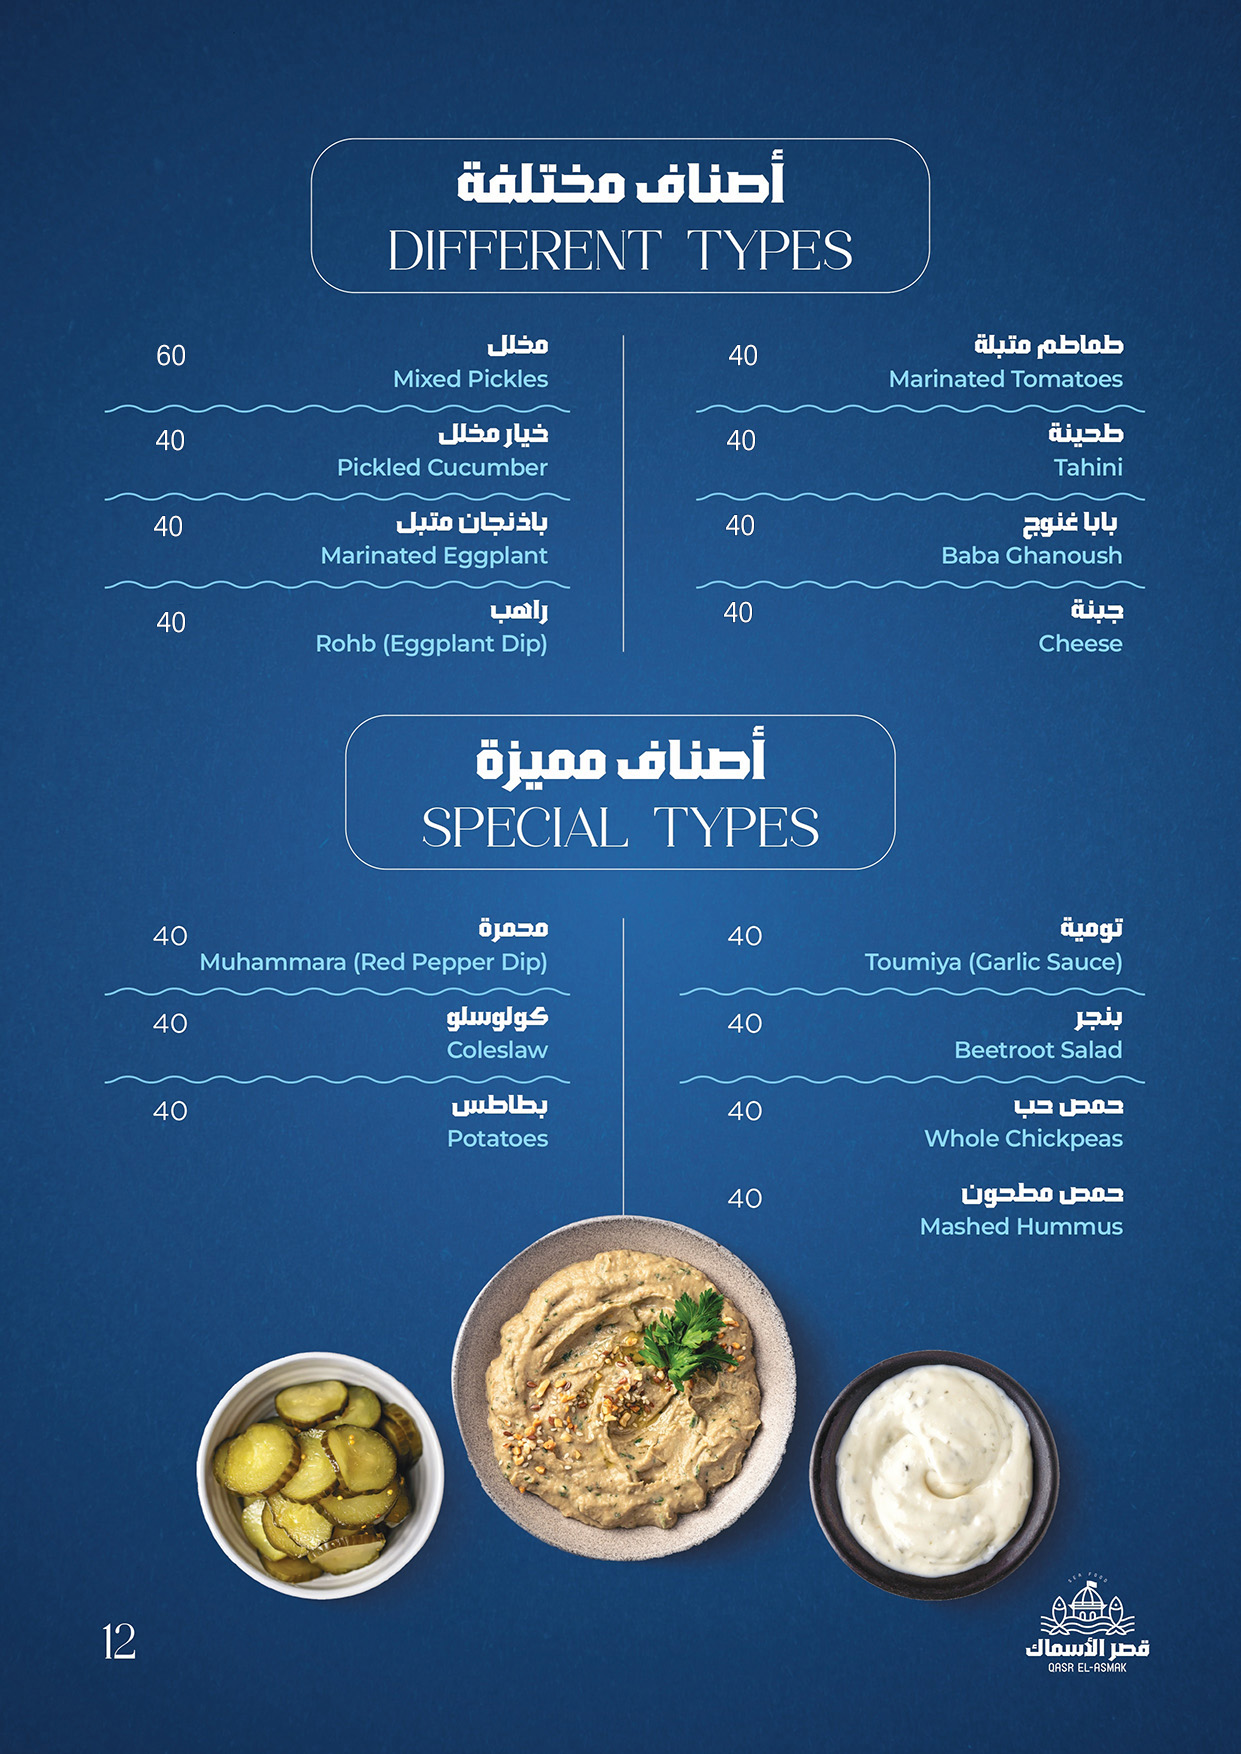 أصناف مختلفة
DIFFERENT TYPES
طماطم متبلة
40
Marinated Tomatoes
طحينة
40
Tahini
بابا غنوج
40
Baba Ghanoush
جبنة
40
Cheese
مخلل
60
Mixed Pickles
خيار مخلل
40
Pickled Cucumber
باذنجان متبل
40
Marinated Eggplant
راهب
40
Rohb (Eggplant Dip)
أصناف مميزة
SPECIAL TYPES
تومية
40
Toumiya (Garlic Sauce)
بنجر
40
Beetroot Salad
حمص حب
40
Whole Chickpeas
حمص مطحون
40
Mashed Hummus
محمرة
40
Muhammara (Red Pepper Dip)
كولوسلو
40
Coleslaw
بطاطس
40
Potatoes
12
SEA FOOD
قصر الأسماك
QASR EL-ASMAK